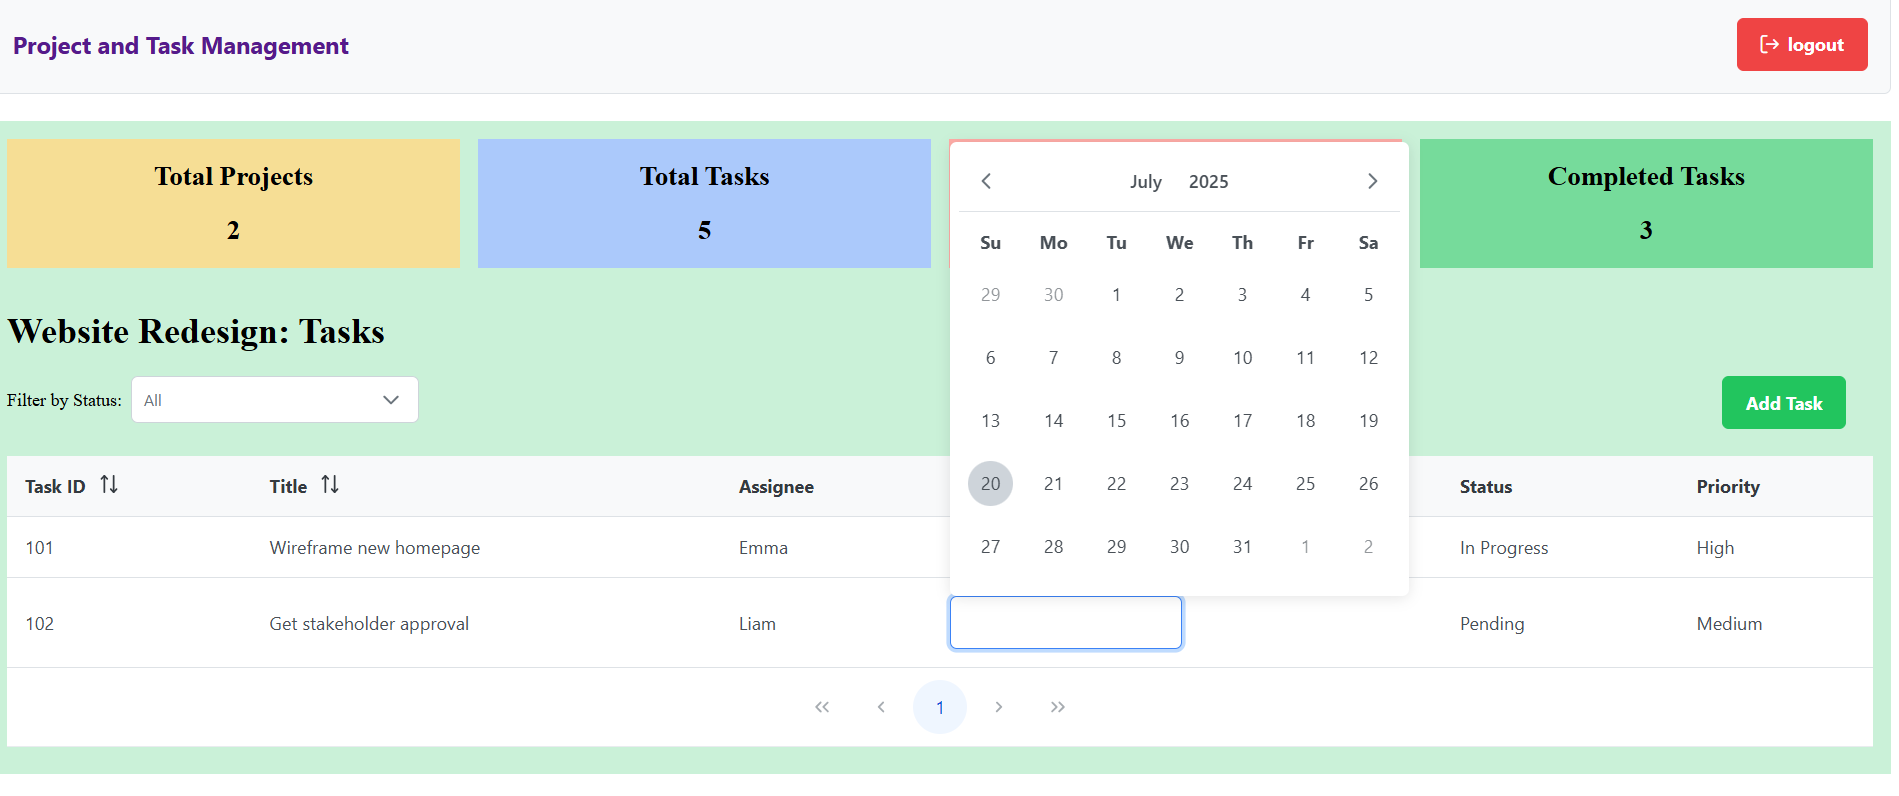 Project and Task Management
logout
Total Projects
2
Total Tasks
5
Completed Tasks
3
July 2025
Su Mo Tu We Th Fr Sa
29 30 1 2 3 4 5
6 7 8 9 10 11 12
13 14 15 16 17 18 19
20 21 22 23 24 25 26
27 28 29 30 31 1 2
Website Redesign: Tasks
Filter by Status: All
Add Task
Task ID Title Assignee Status Priority
101 Wireframe new homepage Emma In Progress High
102 Get stakeholder approval Liam Pending Medium
1